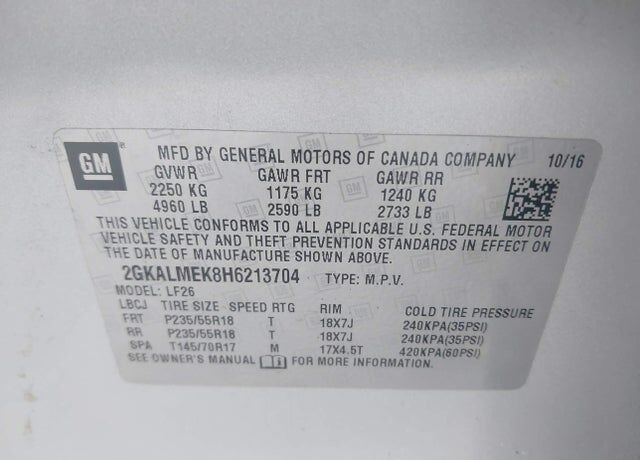 GM MFD BY GENERAL MOTORS OF CANADA COMPANY 10/16
GVWR GAWR FRT GAWR RR
2250 KG 1175 KG 1240 KG
4960 LB 2590 LB 2733 LB
THIS VEHICLE CONFORMS TO ALL APPLICABLE U.S. FEDERAL MOTOR
VEHICLE SAFETY AND THEFT PREVENTION STANDARDS IN EFFECT ON
THE DATE OF MANUFACTURE SHOWN ABOVE.
2GKALMEK8H6213704 TYPE: M.P.V.
MODEL: LF26
LBCJ TIRE SIZE SPEED RTG RIM COLD TIRE PRESSURE
FRT P235/55R18 T 18X7J 240KPA(35PSI)
RR P235/55R18 T 18X7J 240KPA(35PSI)
SPA T145/70R17 M 17X4.5T 420KPA(60PSI)
SEE OWNER'S MANUAL FOR MORE INFORMATION.